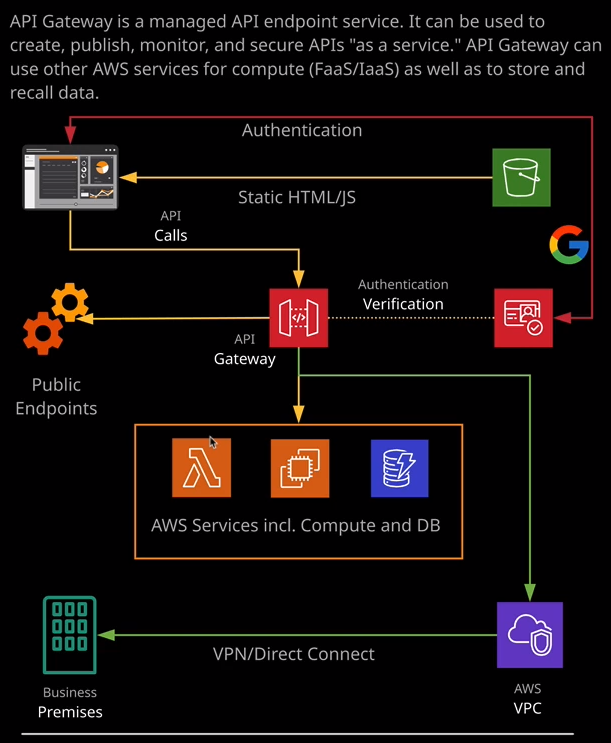 API Gateway is a managed API endpoint service. It can be used to
create, publish, monitor, and secure APIs "as a service." API Gateway can
use other AWS services for compute (FaaS/IaaS) as well as to store and
recall data.
Authentication
Static HTML/JS
API
Calls
Authentication
Verification
API
Gateway
Public
Endpoints
AWS Services incl. Compute and DB
VPN/Direct Connect
Business
Premises
AWS
VPC